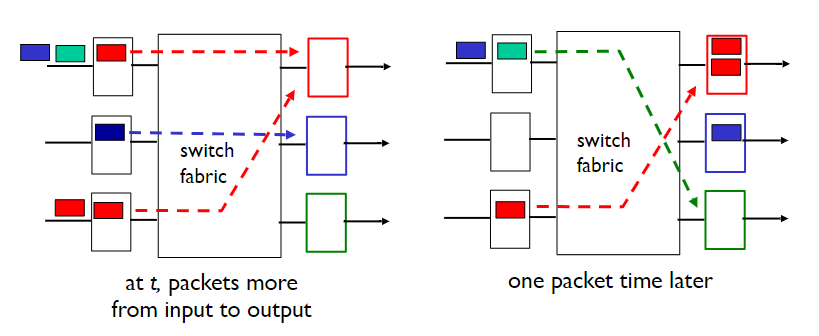 switch
fabric
at t, packets more
from input to output
switch
fabric
one packet time later